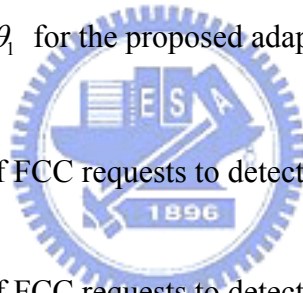 θ₁ for the proposed adap
E S A
f FCC requests to detect
1896
f FCC requests to detect